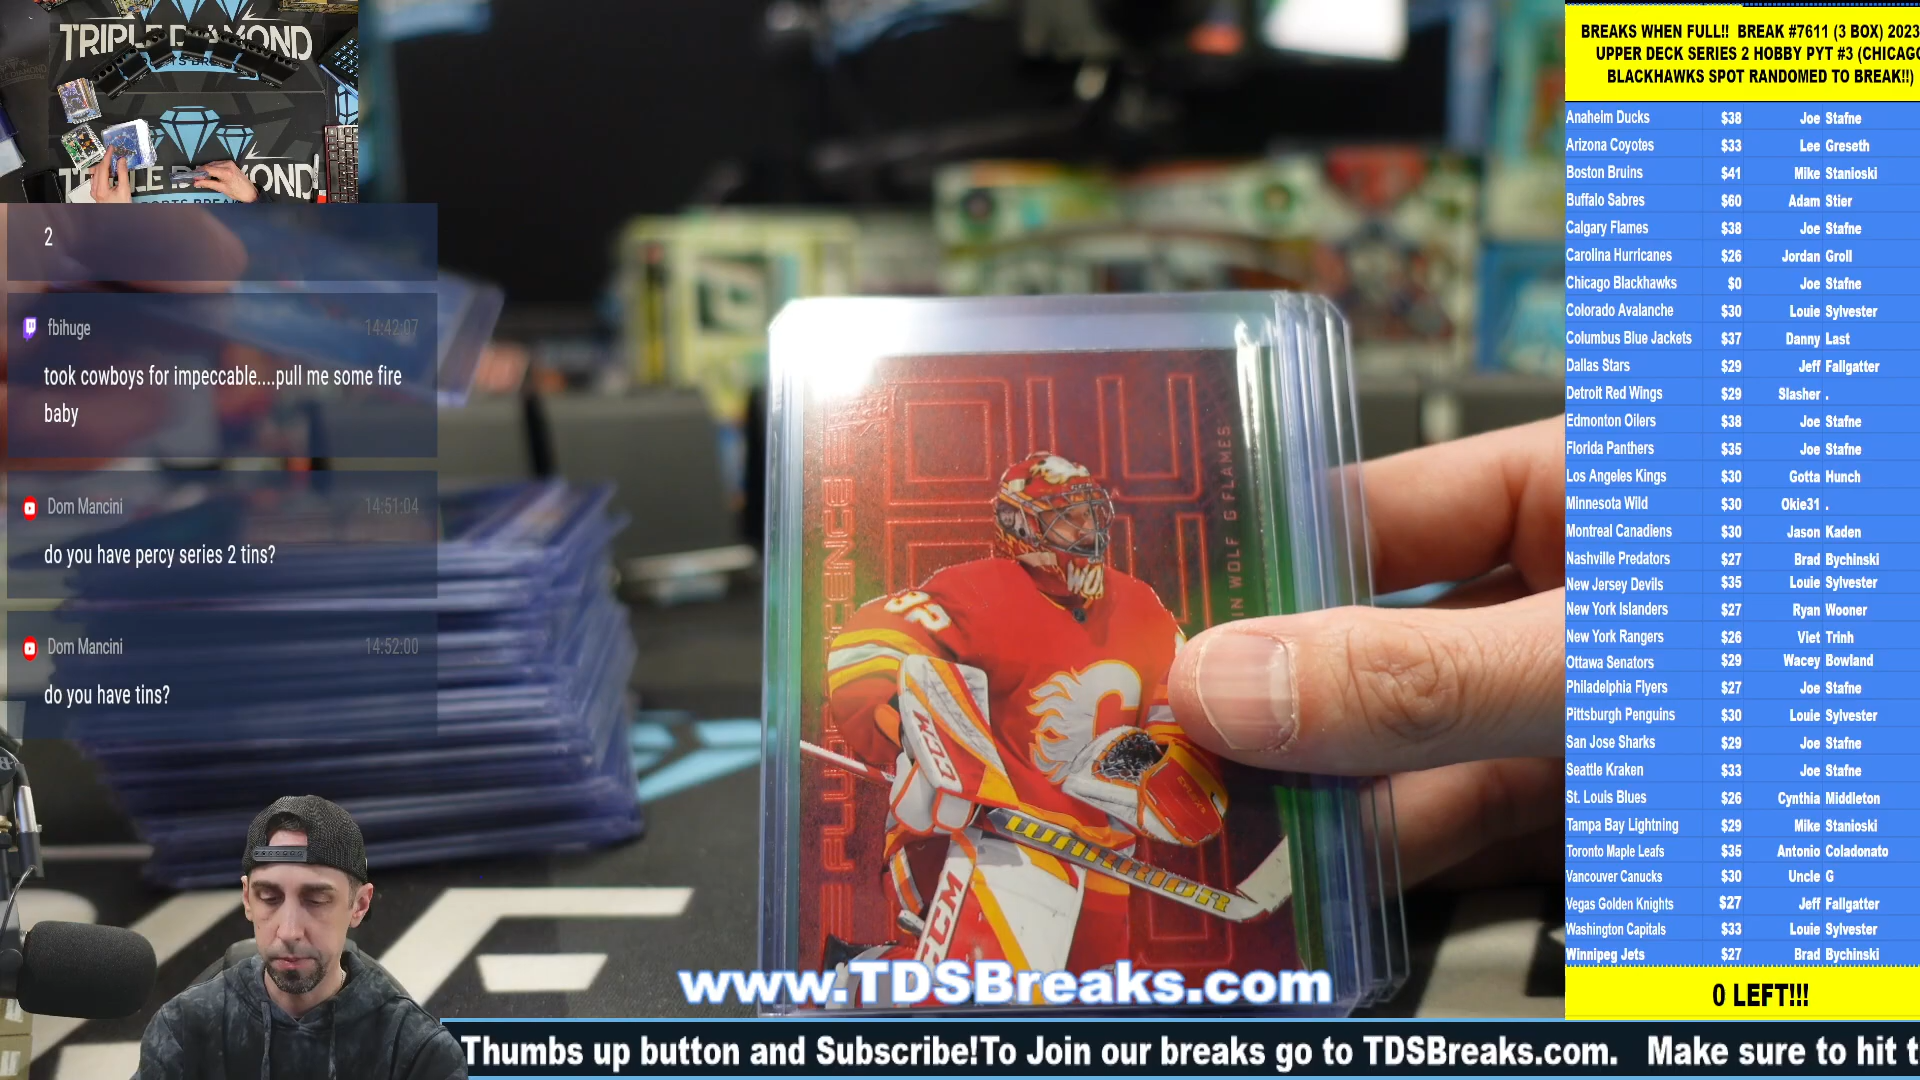 TRIPLE DIAMOND
TRIPLE DIAMOND!
2
fbihuge 14:42:07
took cowboys for impeccable....pull me some fire
baby
Dom Mancini 14:51:04
do you have percy series 2 tins?
Dom Mancini 14:52:00
do you have tins?
WOLF G FLAMES
32
CCM
WARRIOR
CCM
www.TDSBreaks.com
Thumbs up button and Subscribe!To Join our breaks go to TDSBreaks.com. Make sure to hit t
BREAKS WHEN FULL!! BREAK #7611 (3 BOX) 2023
UPPER DECK SERIES 2 HOBBY PYT #3 (CHICAGO
BLACKHAWKS SPOT RANDOMED TO BREAK!!)
Anaheim Ducks $38 Joe Stafne
Arizona Coyotes $33 Lee Greseth
Boston Bruins $41 Mike Stanioski
Buffalo Sabres $60 Adam Stier
Calgary Flames $38 Joe Stafne
Carolina Hurricanes $26 Jordan Groll
Chicago Blackhawks $0 Joe Stafne
Colorado Avalanche $30 Louie Sylvester
Columbus Blue Jackets $37 Danny Last
Dallas Stars $29 Jeff Fallgatter
Detroit Red Wings $29 Slasher .
Edmonton Oilers $38 Joe Stafne
Florida Panthers $35 Joe Stafne
Los Angeles Kings $30 Gotta Hunch
Minnesota Wild $30 Okie31 .
Montreal Canadiens $30 Jason Kaden
Nashville Predators $27 Brad Bychinski
New Jersey Devils $35 Louie Sylvester
New York Islanders $27 Ryan Wooner
New York Rangers $26 Viet Trinh
Ottawa Senators $29 Wacey Bowland
Philadelphia Flyers $27 Joe Stafne
Pittsburgh Penguins $30 Louie Sylvester
San Jose Sharks $29 Joe Stafne
Seattle Kraken $33 Joe Stafne
St. Louis Blues $26 Cynthia Middleton
Tampa Bay Lightning $29 Mike Stanioski
Toronto Maple Leafs $35 Antonio Coladonato
Vancouver Canucks $30 Uncle G
Vegas Golden Knights $27 Jeff Fallgatter
Washington Capitals $33 Louie Sylvester
Winnipeg Jets $27 Brad Bychinski
0 LEFT!!!